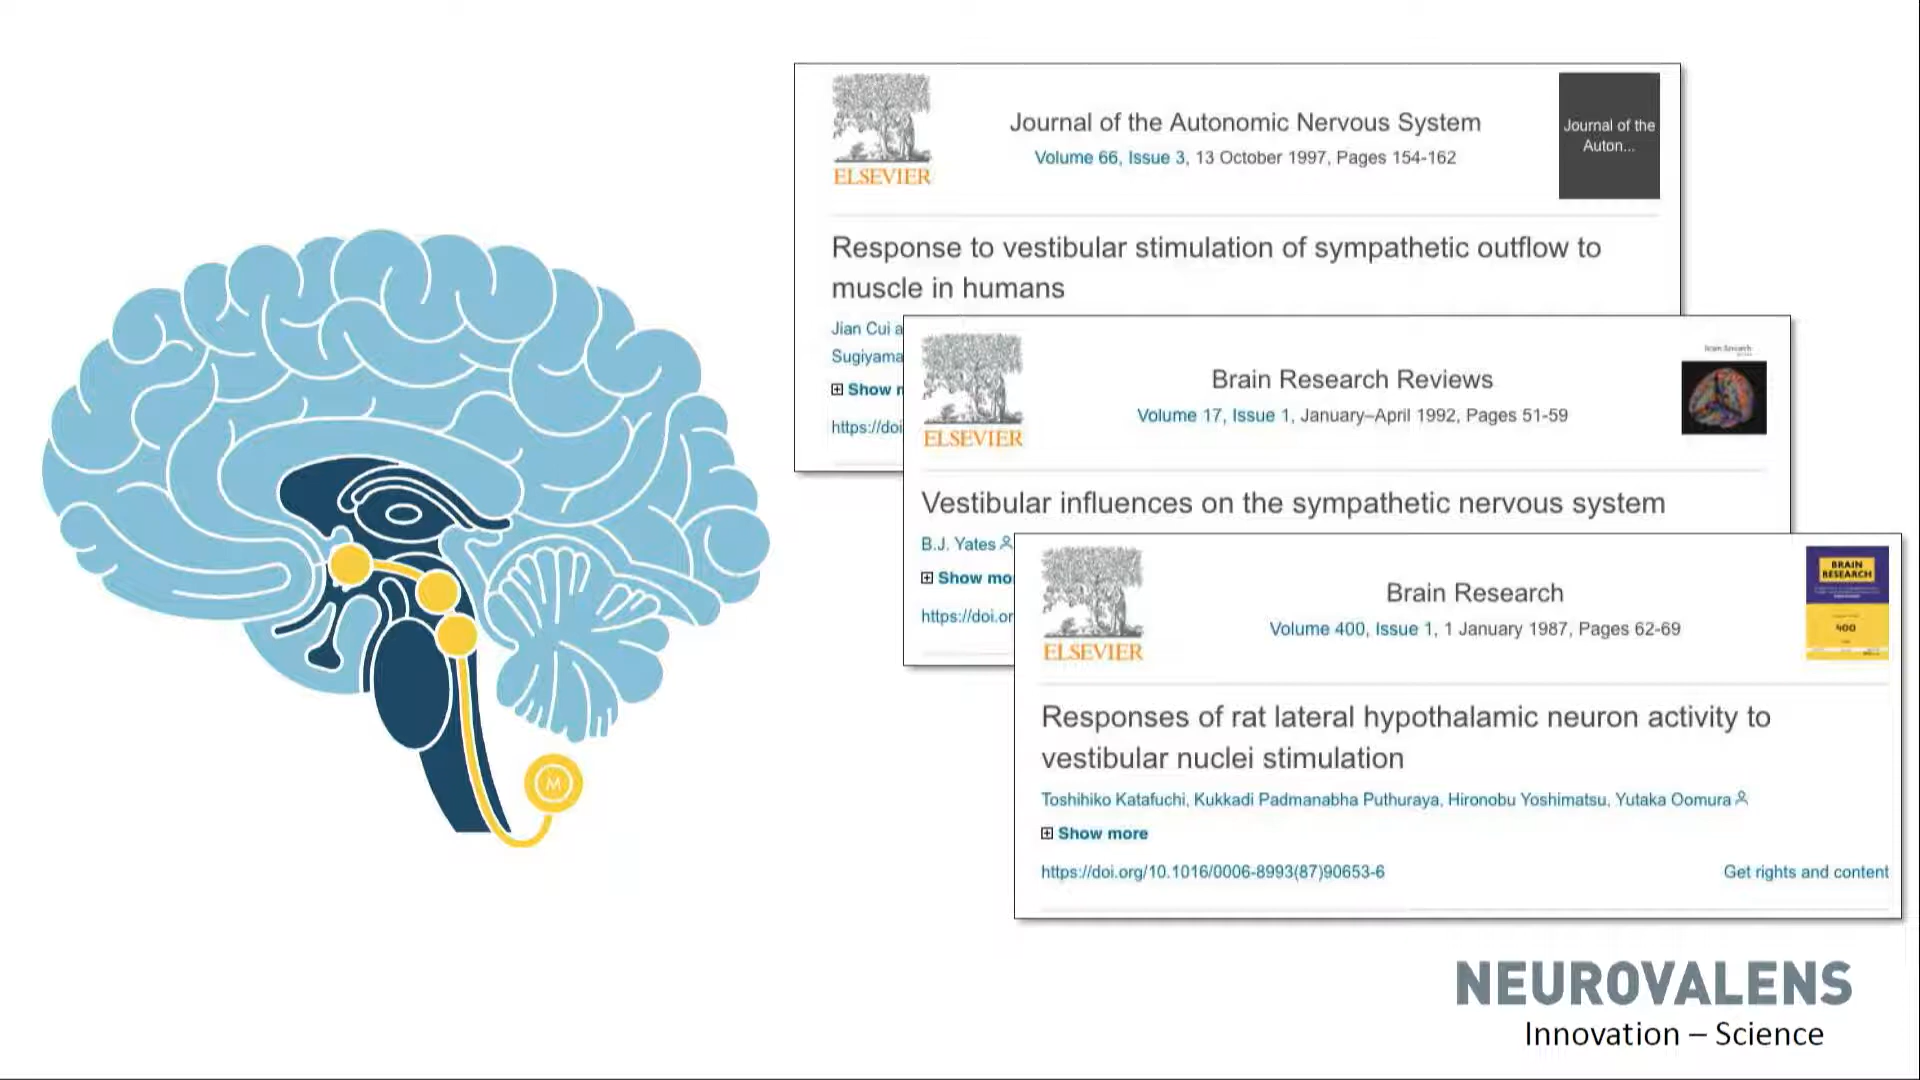 ELSEVIER
Journal of the Autonomic Nervous System
Volume 66, Issue 3, 13 October 1997, Pages 154-162
Journal of the
Auton...
Response to vestibular stimulation of sympathetic outflow to
muscle in humans
Jian Cui a
Sugiyama
Show
https://doi
ELSEVIER
Brain Research Reviews
Volume 17, Issue 1, January–April 1992, Pages 51-59
Brain Research
Vestibular influences on the sympathetic nervous system
B.J. Yates
Show mo
https://doi.or
ELSEVIER
Brain Research
Volume 400, Issue 1, 1 January 1987, Pages 62-69
BRAIN
RESEARCH
400
Responses of rat lateral hypothalamic neuron activity to
vestibular nuclei stimulation
Toshihiko Katafuchi, Kukkadi Padmanabha Puthuraya, Hironobu Yoshimatsu, Yutaka Oomura
Show more
https://doi.org/10.1016/0006-8993(87)90653-6
Get rights and content
M
NEUROVALENS
Innovation – Science